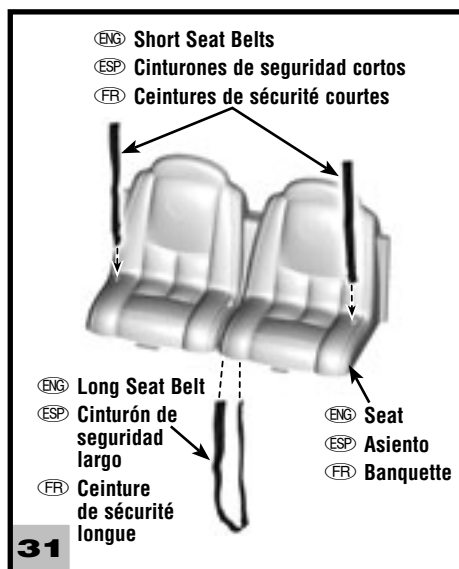 ENG Short Seat Belts
ESP Cinturones de seguridad cortos
FR Ceintures de sécurité courtes
ENG Long Seat Belt
ESP Cinturón de
seguridad
largo
FR Ceinture
de sécurité
longue
ENG Seat
ESP Asiento
FR Banquette
31